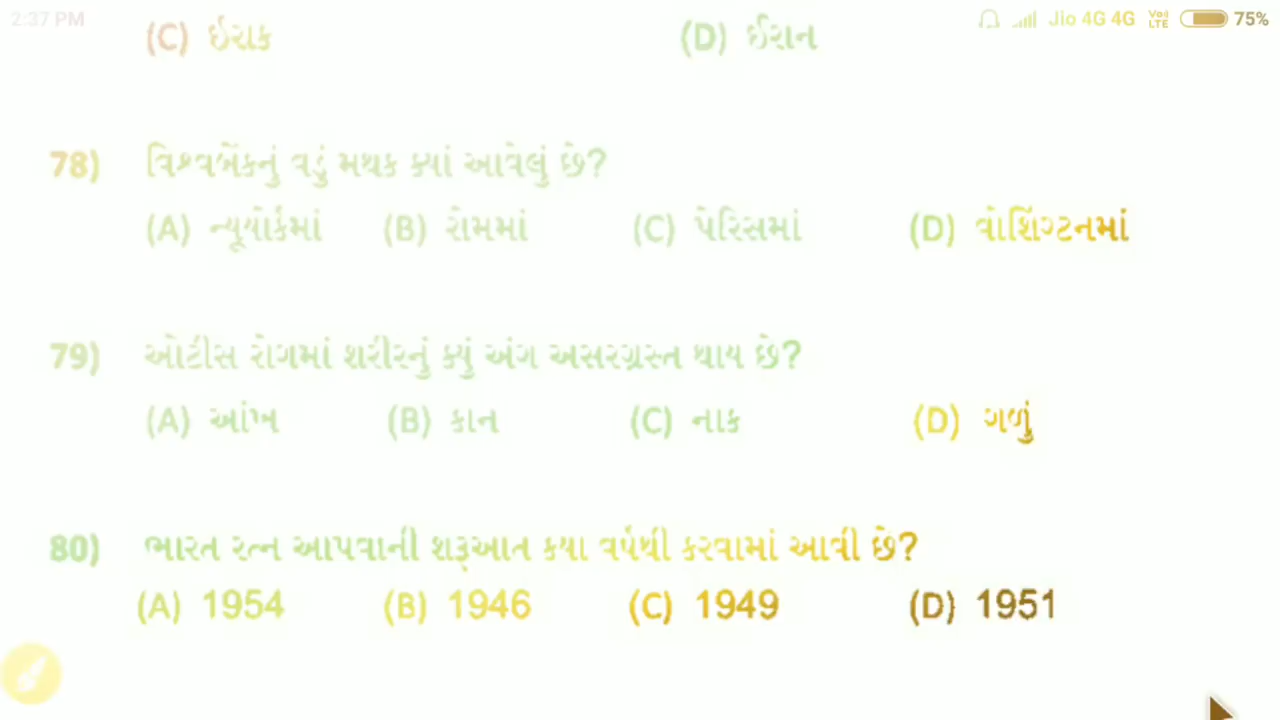 2:37 PM Jio 4G 4G VoLTE 75%
(C) ઈરાક (D) ઈરાન
78) વિશ્વબેંકનું વડું મથક ક્યાં આવેલું છે?
(A) ન્યૂયોર્કમાં (B) રોમમાં (C) પેરિસમાં (D) વોશિંગ્ટનમાં
79) ઓટીસ રોગમાં શરીરનું ક્યું અંગ અસરગ્રસ્ત થાય છે?
(A) આંખ (B) કાન (C) નાક (D) ગળું
80) ભારત રત્ન આપવાની શરૂઆત કયા વર્ષથી કરવામાં આવી છે?
(A) 1954 (B) 1946 (C) 1949 (D) 1951